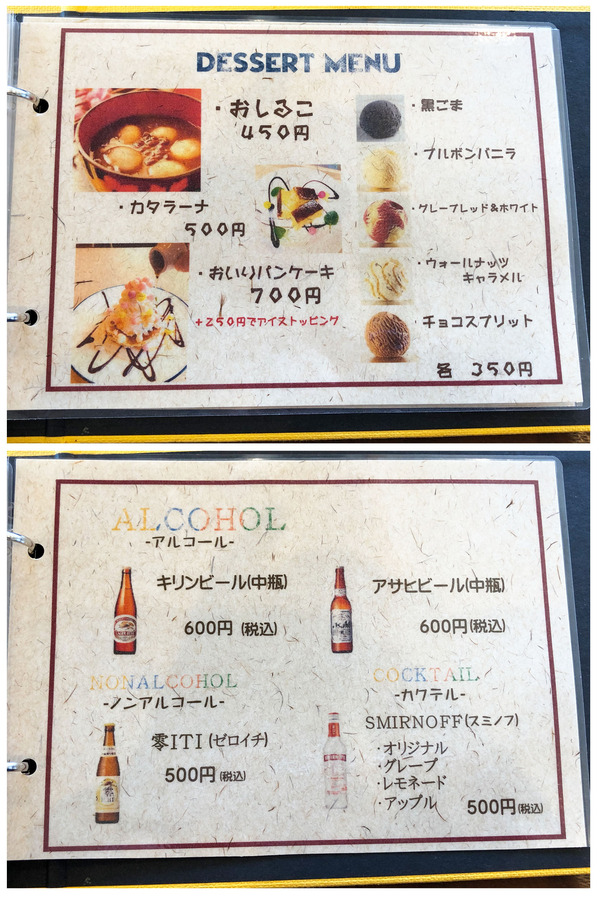 DESSERT MENU
・おしるこ
450円
・カタラーナ
500円
・おいりパンケーキ
700円
+250円でアイストッピング
・黒ごま
・ブルボンバニラ
・グレープレッド&ホワイト
・ウォールナッツ
キャラメル
・チョコスプリット
各 350円
ALCOHOL
-アルコール-
キリンビール(中瓶)
600円 (税込)
アサヒビール(中瓶)
600円(税込)
NONALCOHOL
-ノンアルコール-
零ITI (ゼロイチ)
500円(税込)
COCKTAIL
-カクテル-
SMIRNOFF(スミノフ)
・オリジナル
・グレープ
・レモネード
・アップル
500円(税込)